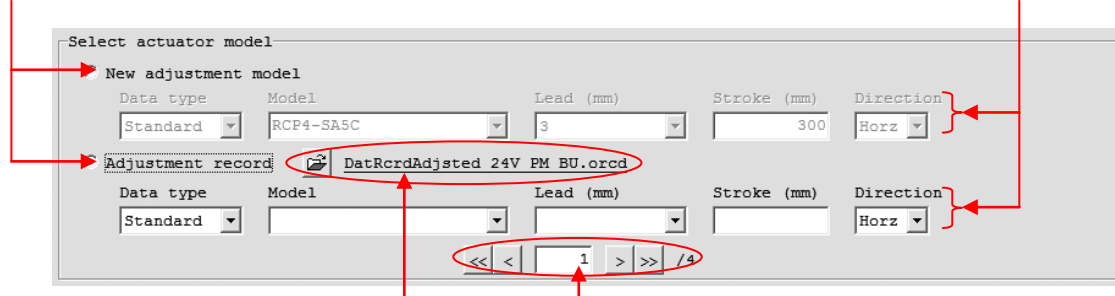 Select actuator model
New adjustment model
Data type Model Lead (mm) Stroke (mm) Direction
Standard RCP4-SA5C 3 300 Horz
Adjustment record DatRcrdAdjsted 24V PM BU.orcd
Data type Model Lead (mm) Stroke (mm) Direction
Standard Horz
<< < 1 > >> /4